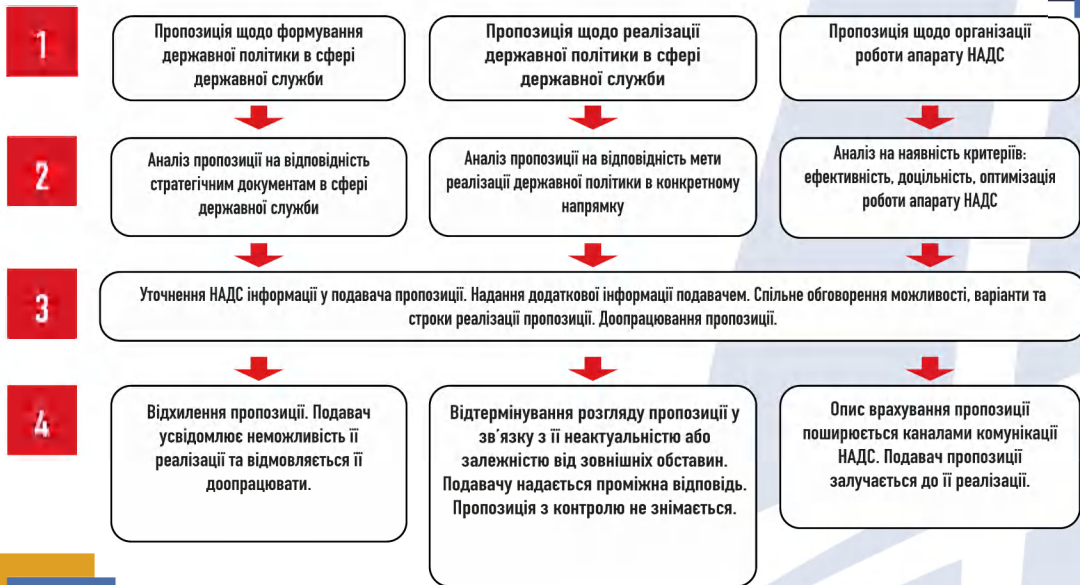 1
Пропозиція щодо формування
державної політики в сфері
державної служби
Пропозиція щодо реалізації
державної політики в сфері
державної служби
Пропозиція щодо організації
роботи апарату НАДС
2
Аналіз пропозиції на відповідність
стратегічним документам в сфері
державної служби
Аналіз пропозиції на відповідність мети
реалізації державної політики в конкретному
напрямку
Аналіз на наявність критеріїв:
ефективність, доцільність, оптимізація
роботи апарату НАДС
3
Уточнення НАДС інформації у подавача пропозиції. Надання додаткової інформації подавачем. Спільне обговорення можливості, варіанти та
строки реалізації пропозиції. Доопрацювання пропозиції.
4
Відхилення пропозиції. Подавач
усвідомлює неможливість її
реалізації та відмовляється її
доопрацювати.
Відтермінування розгляду пропозиції у
зв'язку з її неактуальністю або
залежністю від зовнішніх обставин.
Подавачу надається проміжна відповідь.
Пропозиція з контролю не знімається.
Опис врахування пропозиції
поширюється каналами комунікації
НАДС. Подавач пропозиції
залучається до її реалізації.